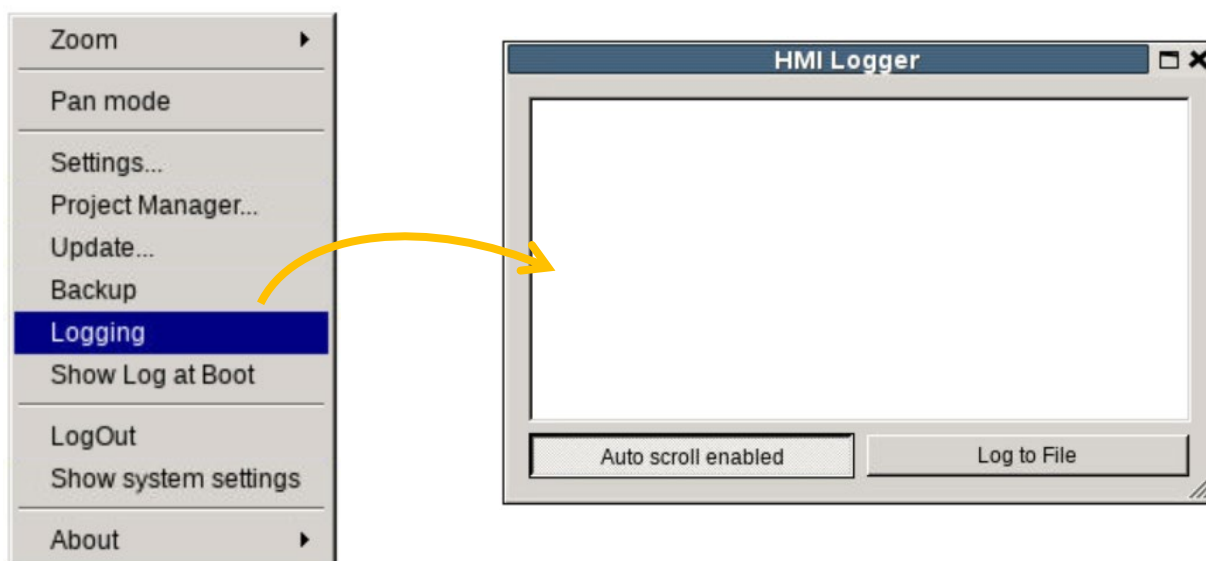 Zoom
Pan mode
Settings...
Project Manager...
Update...
Backup
Logging
Show Log at Boot
LogOut
Show system settings
About
HMI Logger
Auto scroll enabled
Log to File